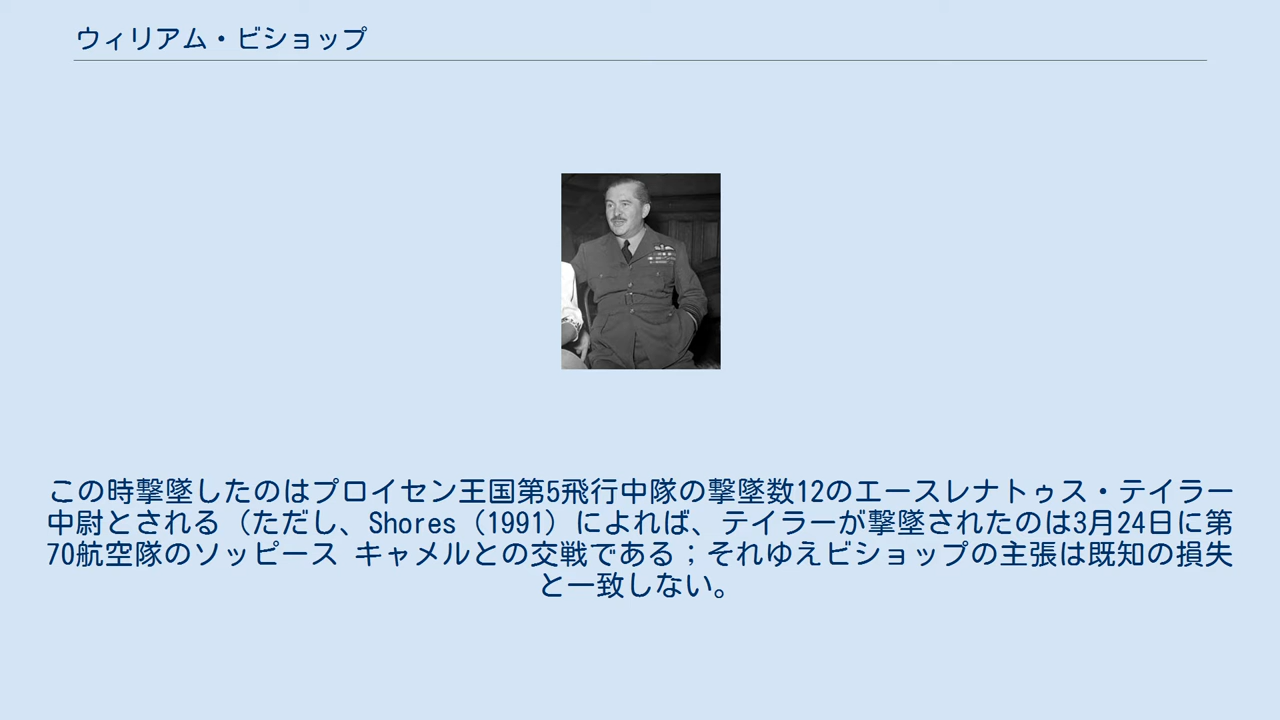 ウィリアム・ビショップ
この時撃墜したのはプロイセン王国第5飛行中隊の撃墜数12のエースレナトゥス・テイラー
中尉とされる（ただし、Shores（1991）によれば、テイラーが撃墜されたのは3月24日に第
70航空隊のソッピース キャメルとの交戦である；それゆえビショップの主張は既知の損失
と一致しない。